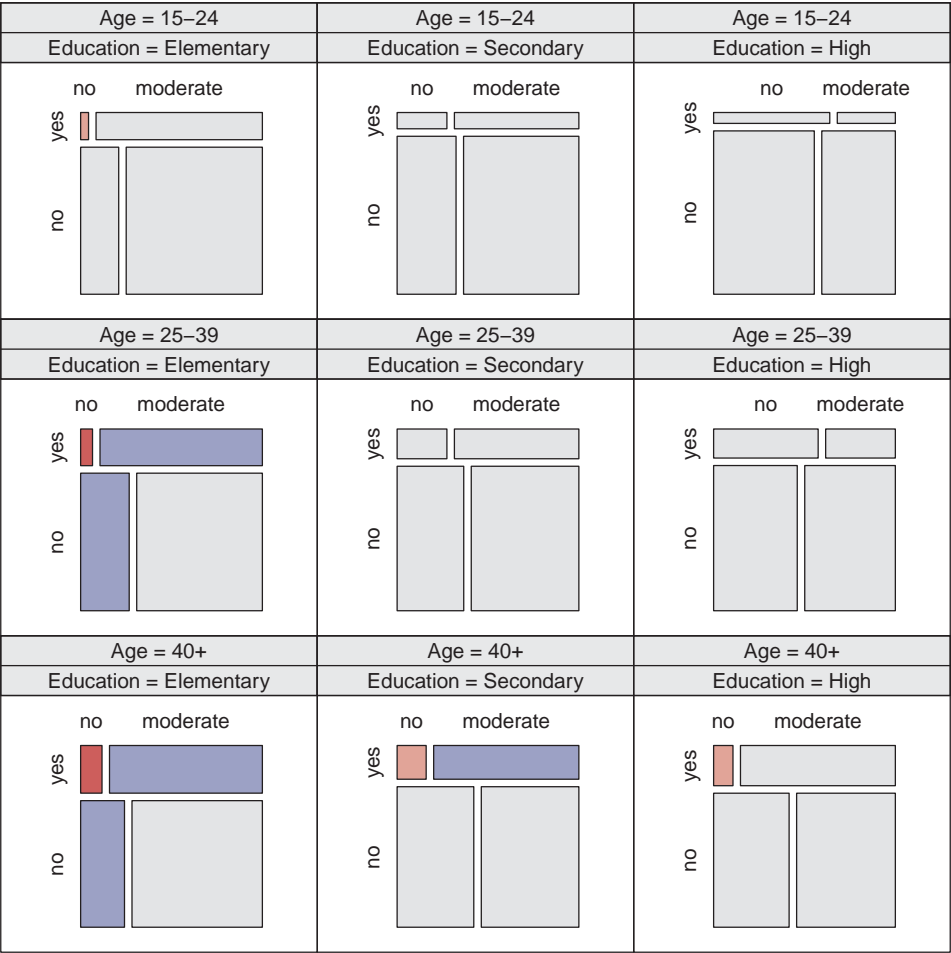 Age = 15–24
Education = Elementary
no moderate
yes
no
Age = 15–24
Education = Secondary
no moderate
yes
no
Age = 15–24
Education = High
no moderate
yes
no
Age = 25–39
Education = Elementary
no moderate
yes
no
Age = 25–39
Education = Secondary
no moderate
yes
no
Age = 25–39
Education = High
no moderate
yes
no
Age = 40+
Education = Elementary
no moderate
yes
no
Age = 40+
Education = Secondary
no moderate
yes
no
Age = 40+
Education = High
no moderate
yes
no